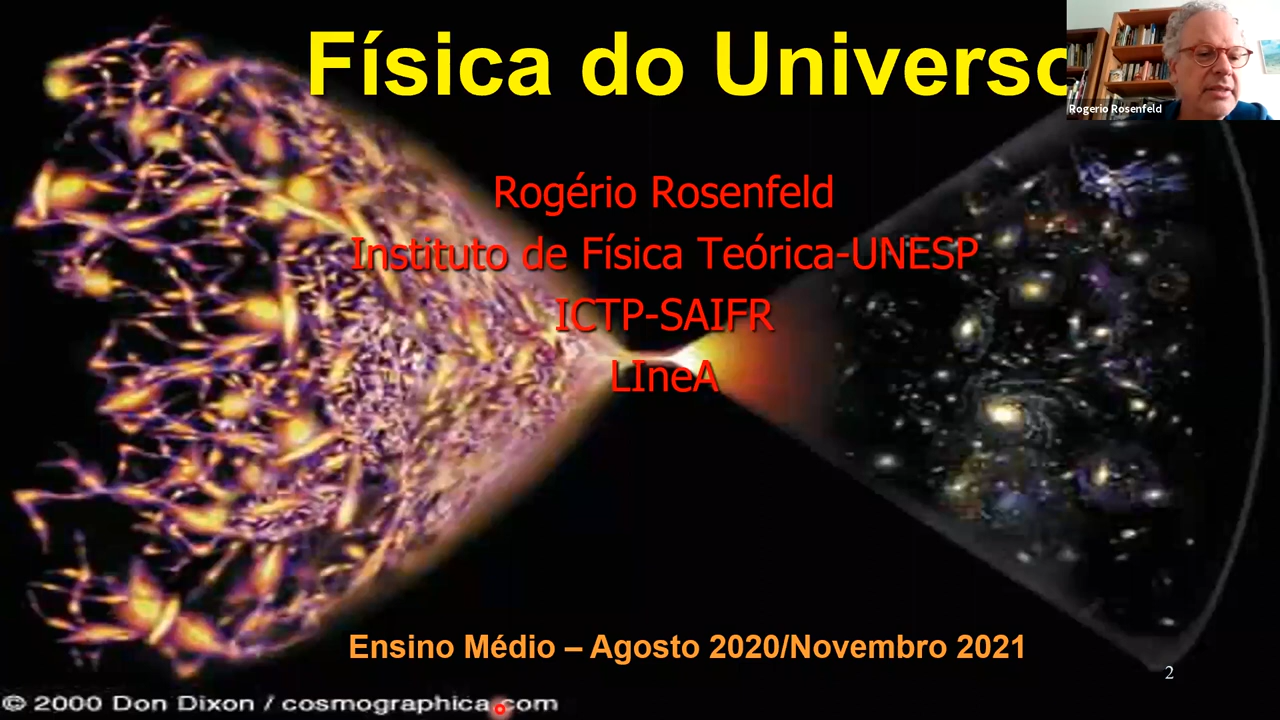 Física do Universo
Rogerio Rosenfeld
Rogério Rosenfeld
Instituto de Física Teórica-UNESP
ICTP-SAIFR
LIneA
Ensino Médio – Agosto 2020/Novembro 2021
2
© 2000 Don Dixon / cosmographica.com